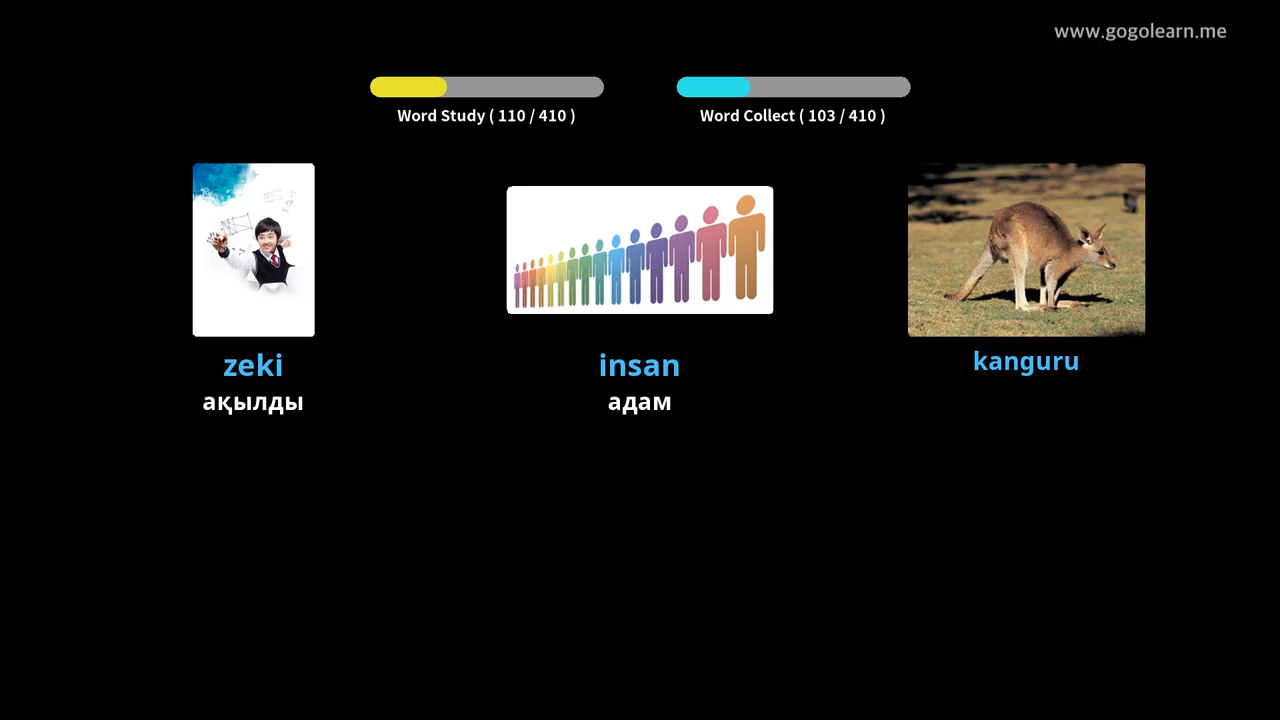 www.gogolearn.me
Word Study ( 110 / 410 )
Word Collect ( 103 / 410 )
zeki
ақылды
insan
адам
kanguru